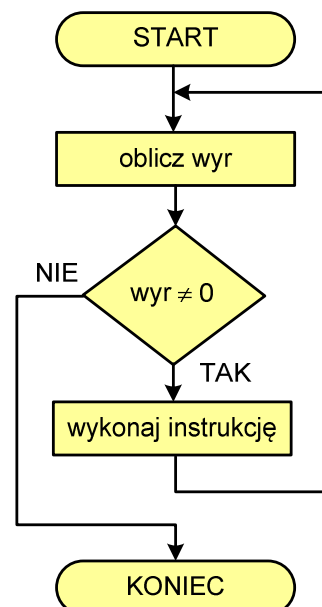 START
oblicz wyr
NIE
wyr ≠ 0
TAK
wykonaj instrukcję
KONIEC